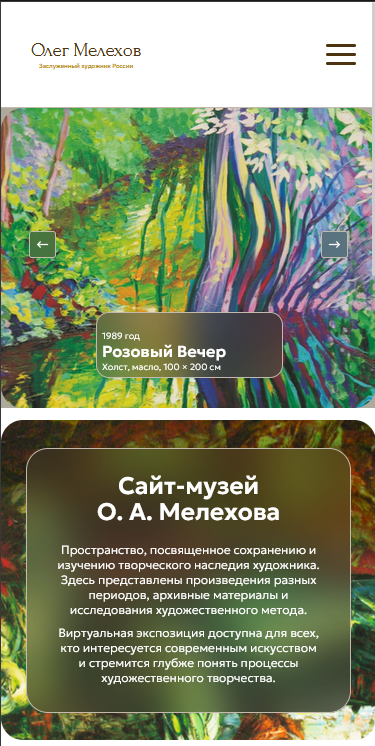 Олег Мелехов
Заслуженный художник России
←
→
1989 год
Розовый Вечер
Холст, масло, 100 × 200 см
Сайт-музей
О. А. Мелехова
Пространство, посвященное сохранению и
изучению творческого наследия художника.
Здесь представлены произведения разных
периодов, архивные материалы и
исследования художественного метода.
Виртуальная экспозиция доступна для всех,
кто интересуется современным искусством
и стремится глубже понять процессы
художественного творчества.